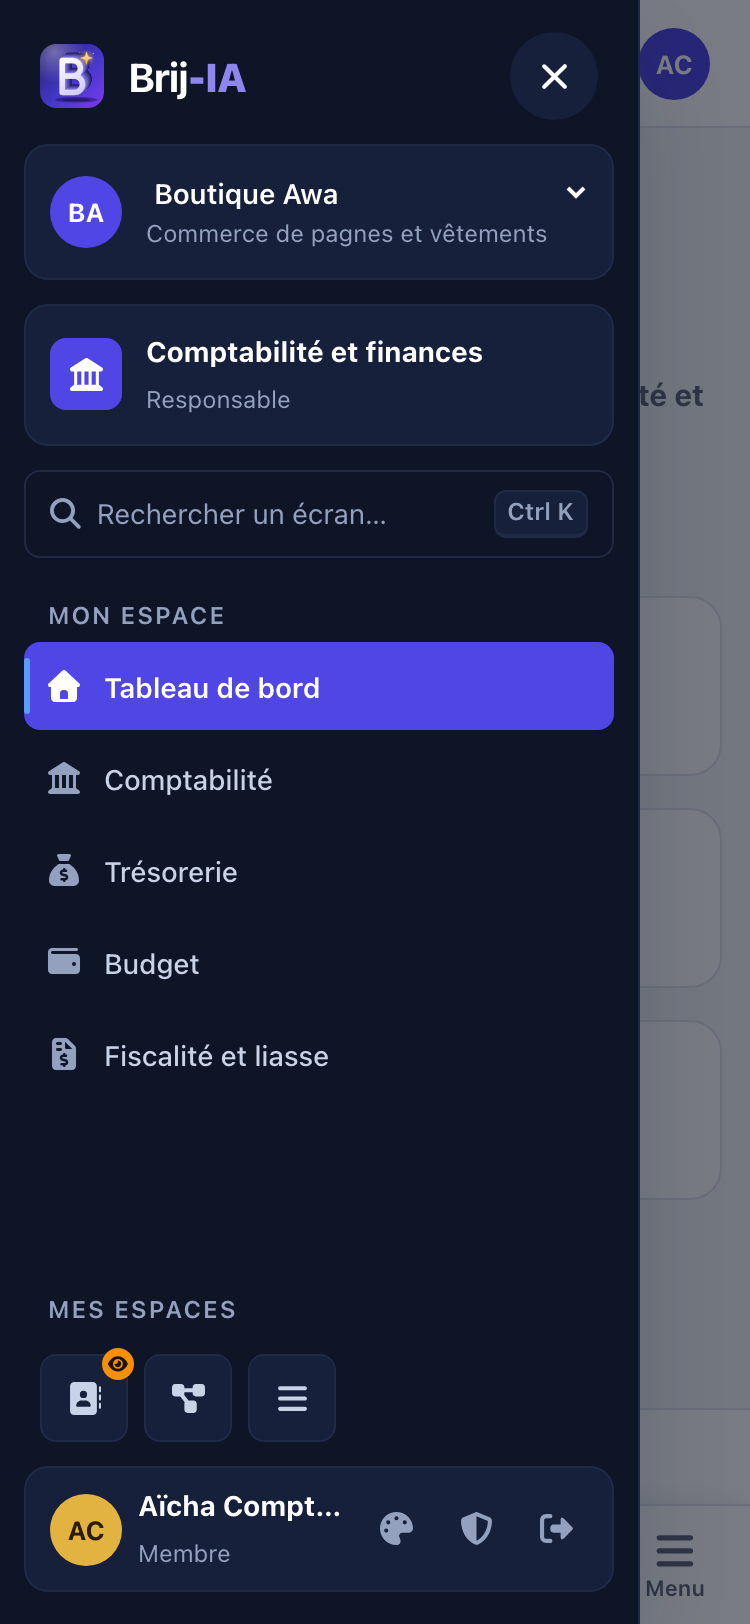 Brij-IA
AC
BA
Boutique Awa
Commerce de pagnes et vêtements
Comptabilité et finances
Responsable
té et
Rechercher un écran...
Ctrl K
MON ESPACE
Tableau de bord
Comptabilité
Trésorerie
Budget
Fiscalité et liasse
MES ESPACES
AC
Aïcha Compt...
Membre
Menu